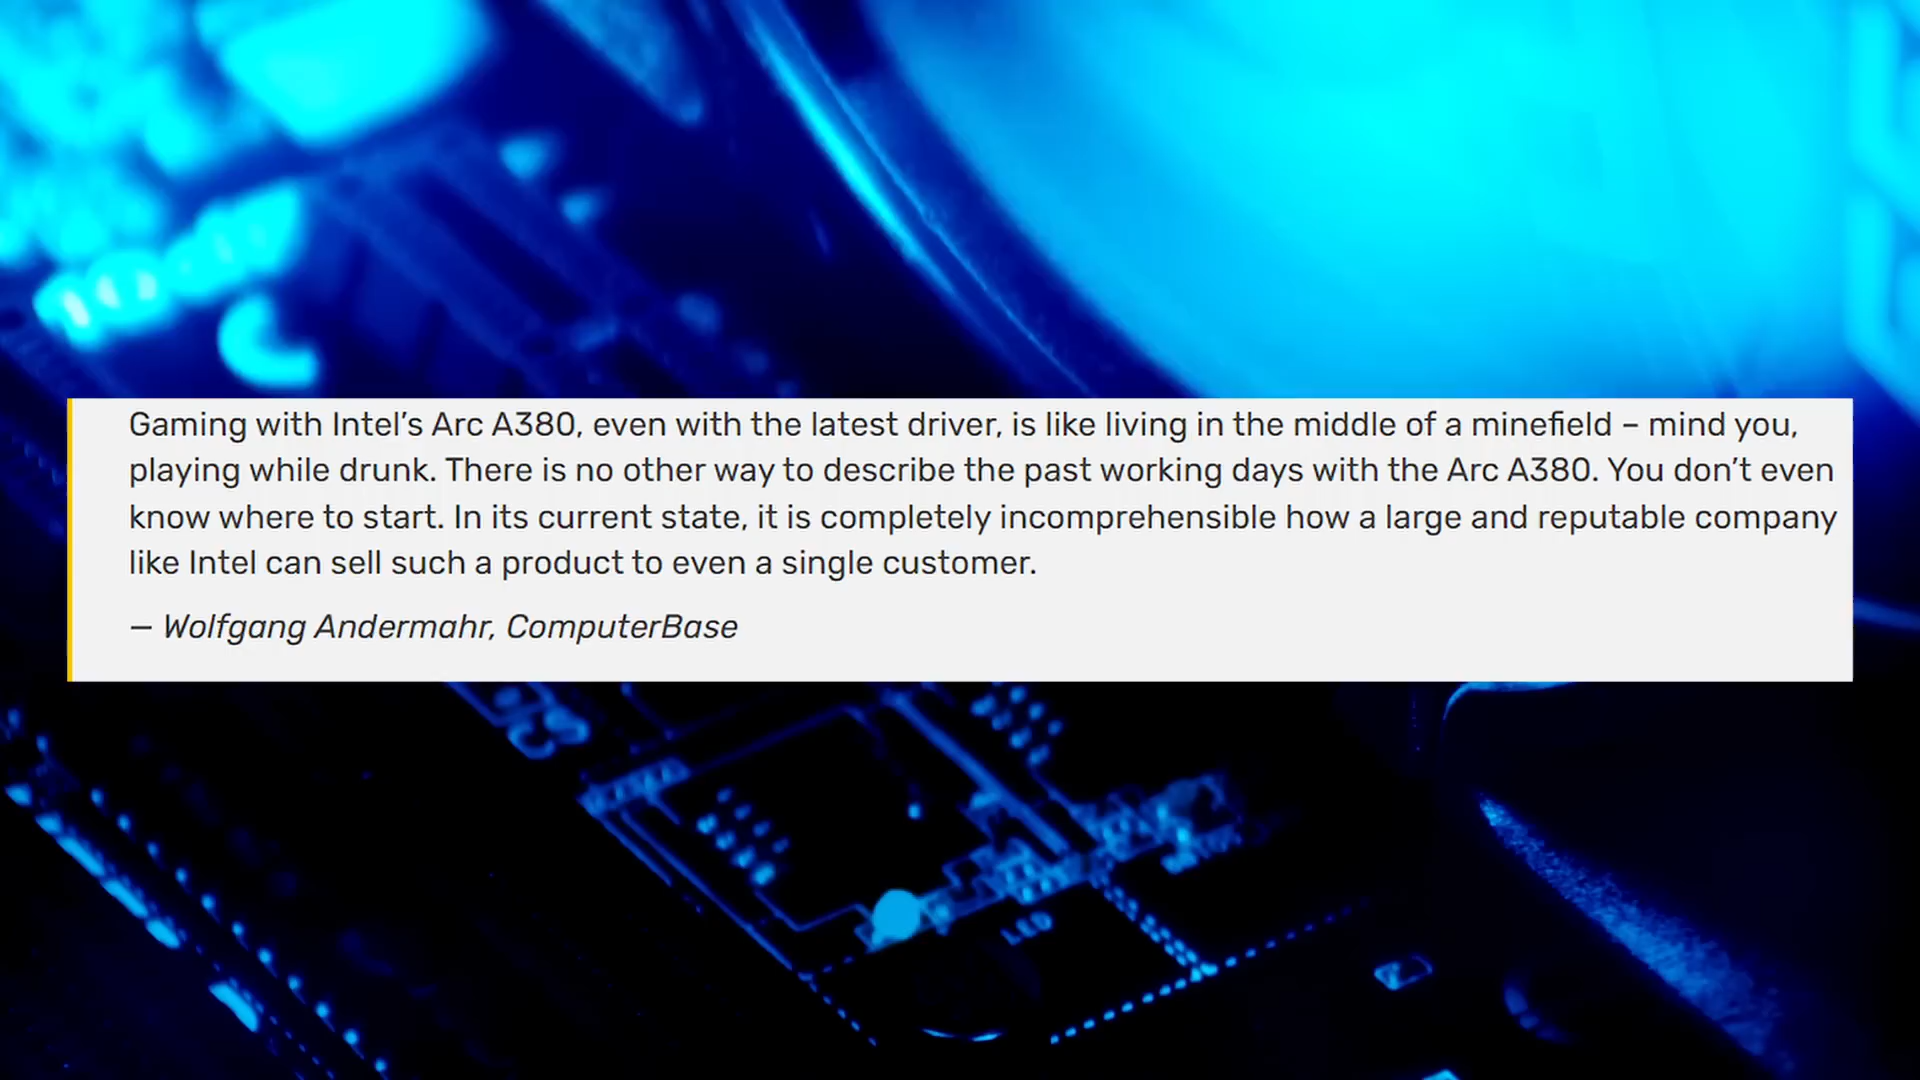 Gaming with Intel’s Arc A380, even with the latest driver, is like living in the middle of a minefield – mind you,
playing while drunk. There is no other way to describe the past working days with the Arc A380. You don’t even
know where to start. In its current state, it is completely incomprehensible how a large and reputable company
like Intel can sell such a product to even a single customer.
— Wolfgang Andermahr, ComputerBase
LED